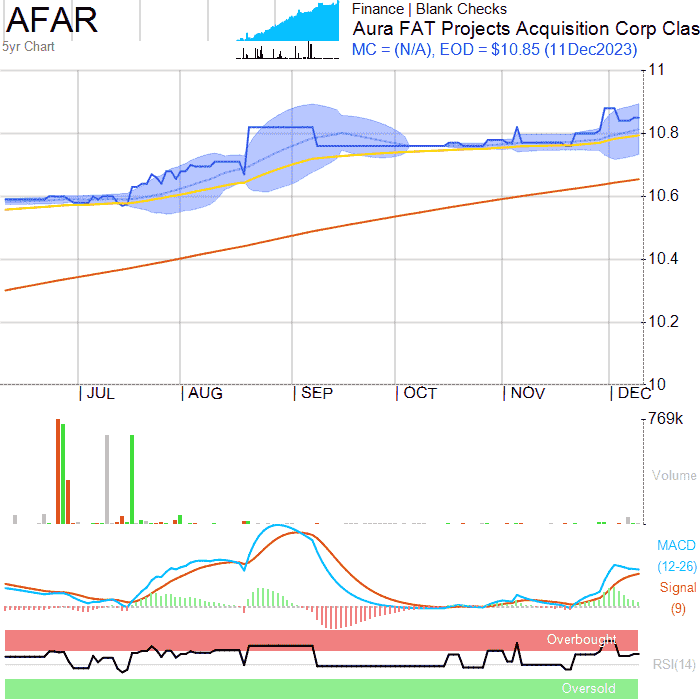 AFAR
5yr Chart
Finance | Blank Checks
Aura FAT Projects Acquisition Corp Clas
MC = (N/A), EOD = $10.85 (11Dec2023)
11
10.8
10.6
10.4
10.2
10
JUL
AUG
SEP
OCT
NOV
DEC
769k
Volume
MACD
(12-26)
Signal
(9)
Overbought
RSI(14)
Oversold